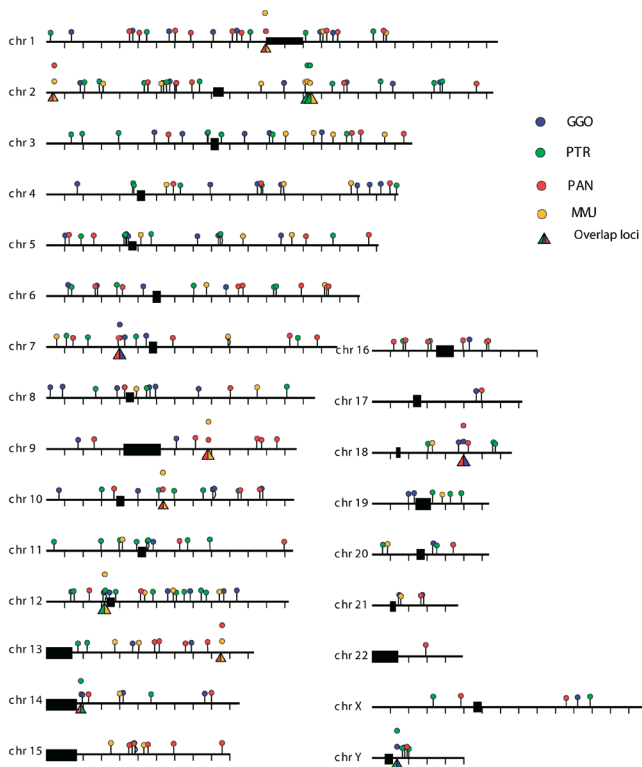 chr 1
chr 2
chr 3
chr 4
chr 5
chr 6
chr 7
chr 8
chr 9
chr 10
chr 11
chr 12
chr 13
chr 14
chr 15
GGO
PTR
PAN
MMU
Overlap loci
chr 16
chr 17
chr 18
chr 19
chr 20
chr 21
chr 22
chr X
chr Y